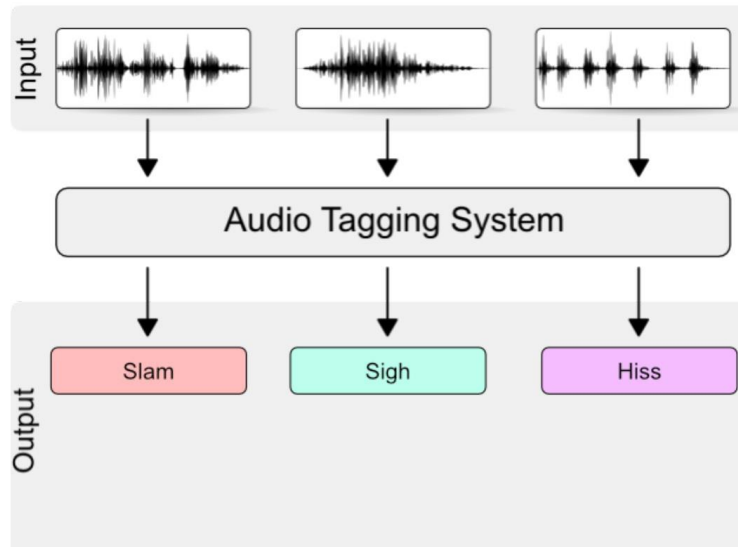 Input
Audio Tagging System
Slam
Sigh
Hiss
Output